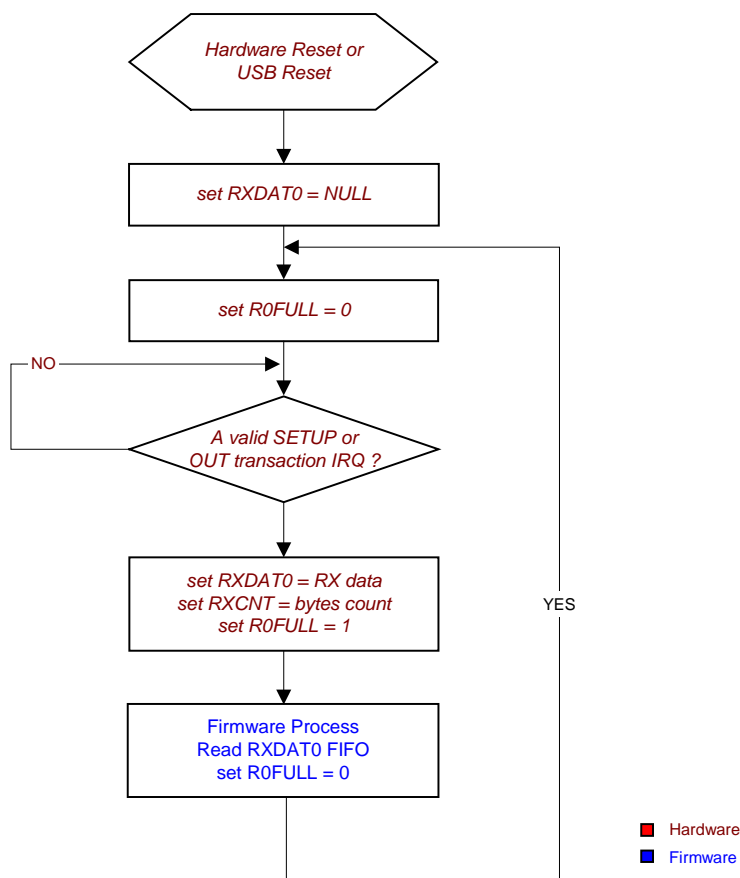 Hardware Reset or
USB Reset
set RXDAT0 = NULL
set R0FULL = 0
NO
A valid SETUP or
OUT transaction IRQ ?
set RXDAT0 = RX data
set RXCNT = bytes count
set R0FULL = 1
YES
Firmware Process
Read RXDAT0 FIFO
set R0FULL = 0
Hardware
Firmware